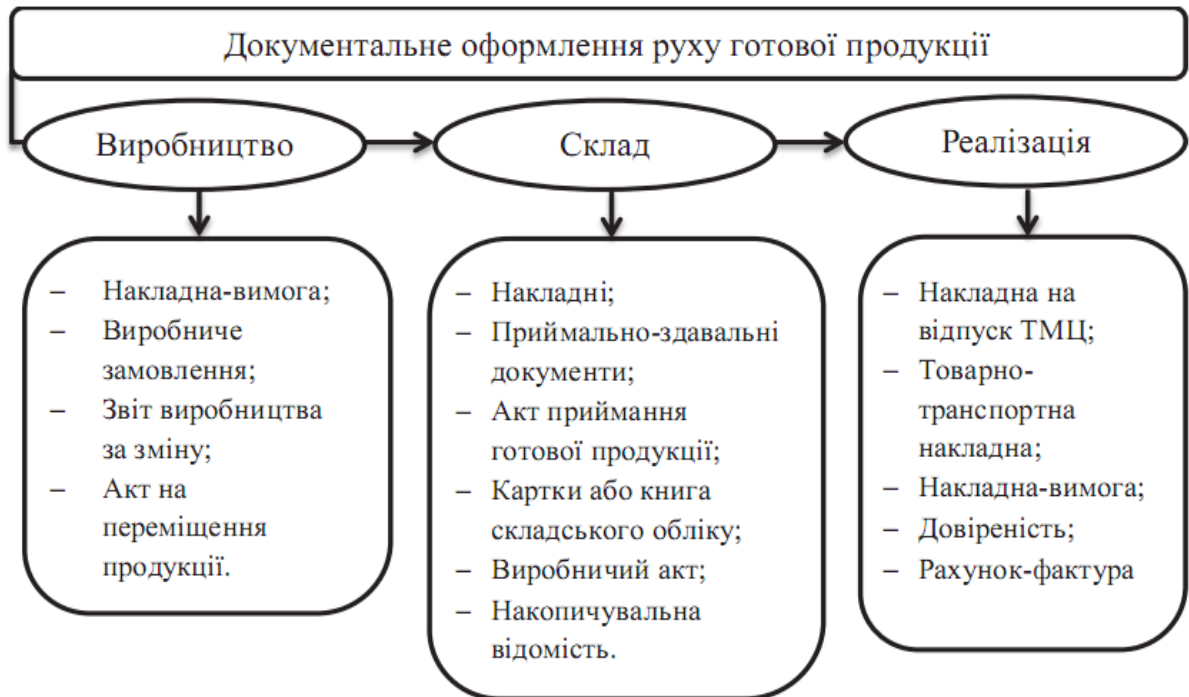 Документальне оформлення руху готової продукції
Виробництво
Склад
Реалізація
– Накладна-вимога;
– Виробниче
замовлення;
– Звіт виробництва
за зміну;
– Акт на
переміщення
продукції.
– Накладні;
– Приймально-здавальні
документи;
– Акт приймання
готової продукції;
– Картки або книга
складського обліку;
– Виробничий акт;
– Накопичувальна
відомість.
– Накладна на
відпуск ТМЦ;
– Товарно-
транспортна
накладна;
– Накладна-вимога;
– Довіреність;
– Рахунок-фактура